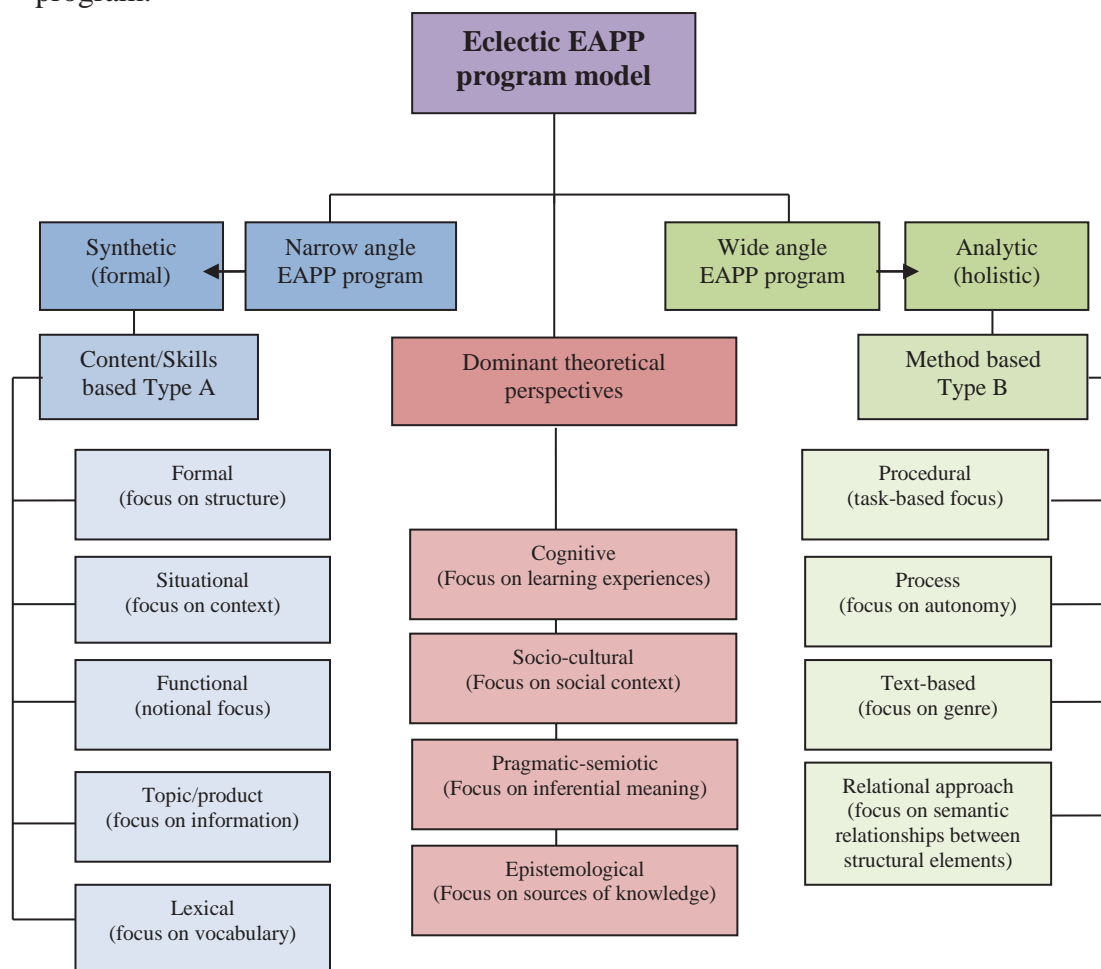 program.
Eclectic EAPP
program model
Synthetic
(formal)
Narrow angle
EAPP program
Wide angle
EAPP program
Analytic
(holistic)
Content/Skills
based Type A
Dominant theoretical
perspectives
Method based
Type B
Formal
(focus on structure)
Situational
(focus on context)
Functional
(notional focus)
Topic/product
(focus on information)
Lexical
(focus on vocabulary)
Cognitive
(Focus on learning experiences)
Socio-cultural
(Focus on social context)
Pragmatic-semiotic
(Focus on inferential meaning)
Epistemological
(Focus on sources of knowledge)
Procedural
(task-based focus)
Process
(focus on autonomy)
Text-based
(focus on genre)
Relational approach
(focus on semantic
relationships between
structural elements)